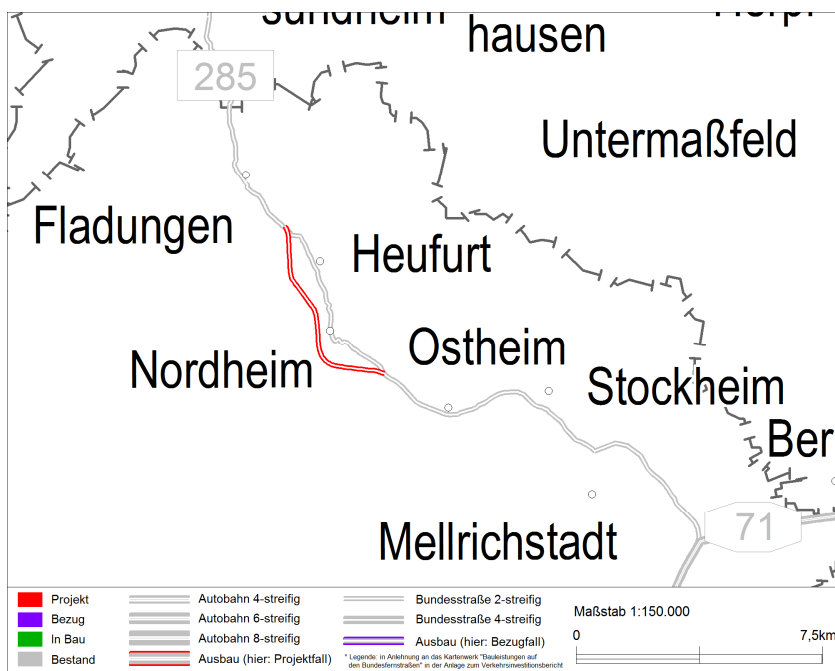 hausen
285
Untermaßfeld
Fladungen
Heufurt
Ostheim
Nordheim
Stockheim
Ber
71
Mellrichstadt
Projekt
Bezug
In Bau
Bestand
Autobahn 4-streifig
Autobahn 6-streifig
Autobahn 8-streifig
Ausbau (hier: Projektfall)
Bundesstraße 2-streifig
Bundesstraße 4-streifig
Ausbau (hier: Bezugfall)
* Legende: in Anlehnung an das Kartenwerk "Bauleistungen auf
den Bundesfernstraßen" in der Anlage zum Verkehrsinvestitionsbericht
Maßstab 1:150.000
0 7,5km